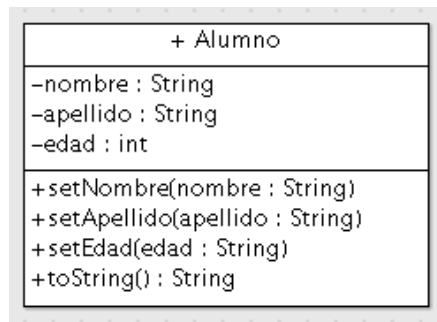 + Alumno
-nombre : String
-apellido : String
-edad : int
+setNombre(nombre : String)
+setApellido(apellido : String)
+setEdad(edad : String)
+toString() : String